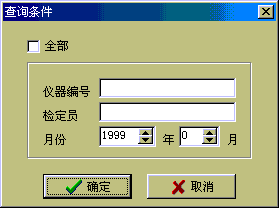 查询条件
全部
仪器编号
检定员
月份 1999 年 0 月
确定 取消